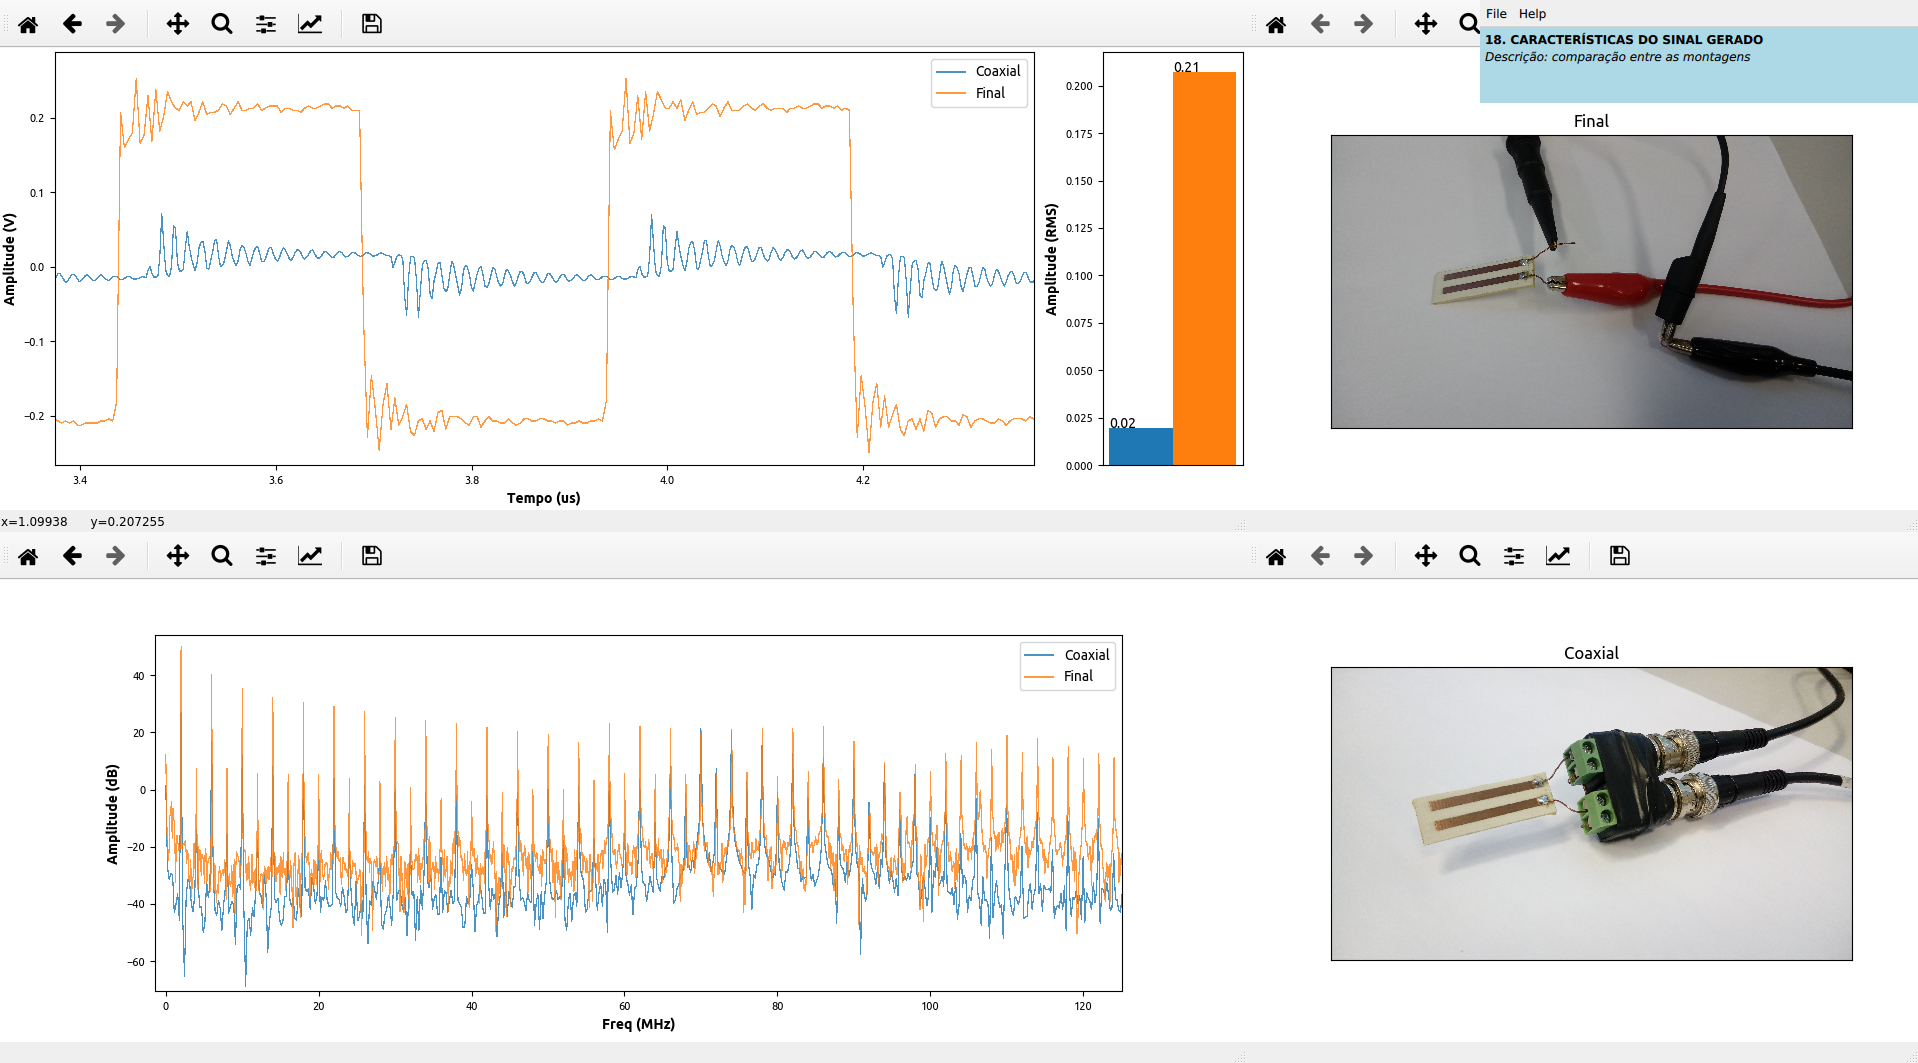 File Help
18. CARACTERÍSTICAS DO SINAL GERADO
Descrição: comparação entre as montagens
Coaxial
Final
0.2
0.1
0.0
−0.1
−0.2
Amplitude (V)
3.4 3.6 3.8 4.0 4.2
Tempo (us)
0.21
0.02
0.200
0.175
0.150
0.125
0.100
0.075
0.050
0.025
0.000
Amplitude (RMS)
Final
x=1.09938 y=0.207255
Coaxial
Final
40
20
0
−20
−40
−60
Amplitude (dB)
0 20 40 60 80 100 120
Freq (MHz)
Coaxial